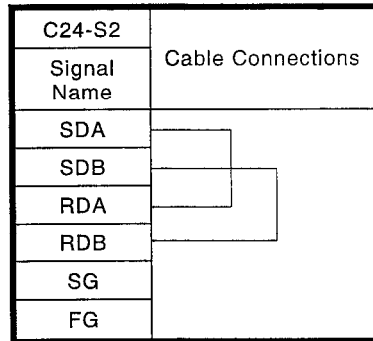 C24-S2
Signal
Name
Cable Connections
SDA
SDB
RDA
RDB
SG
FG